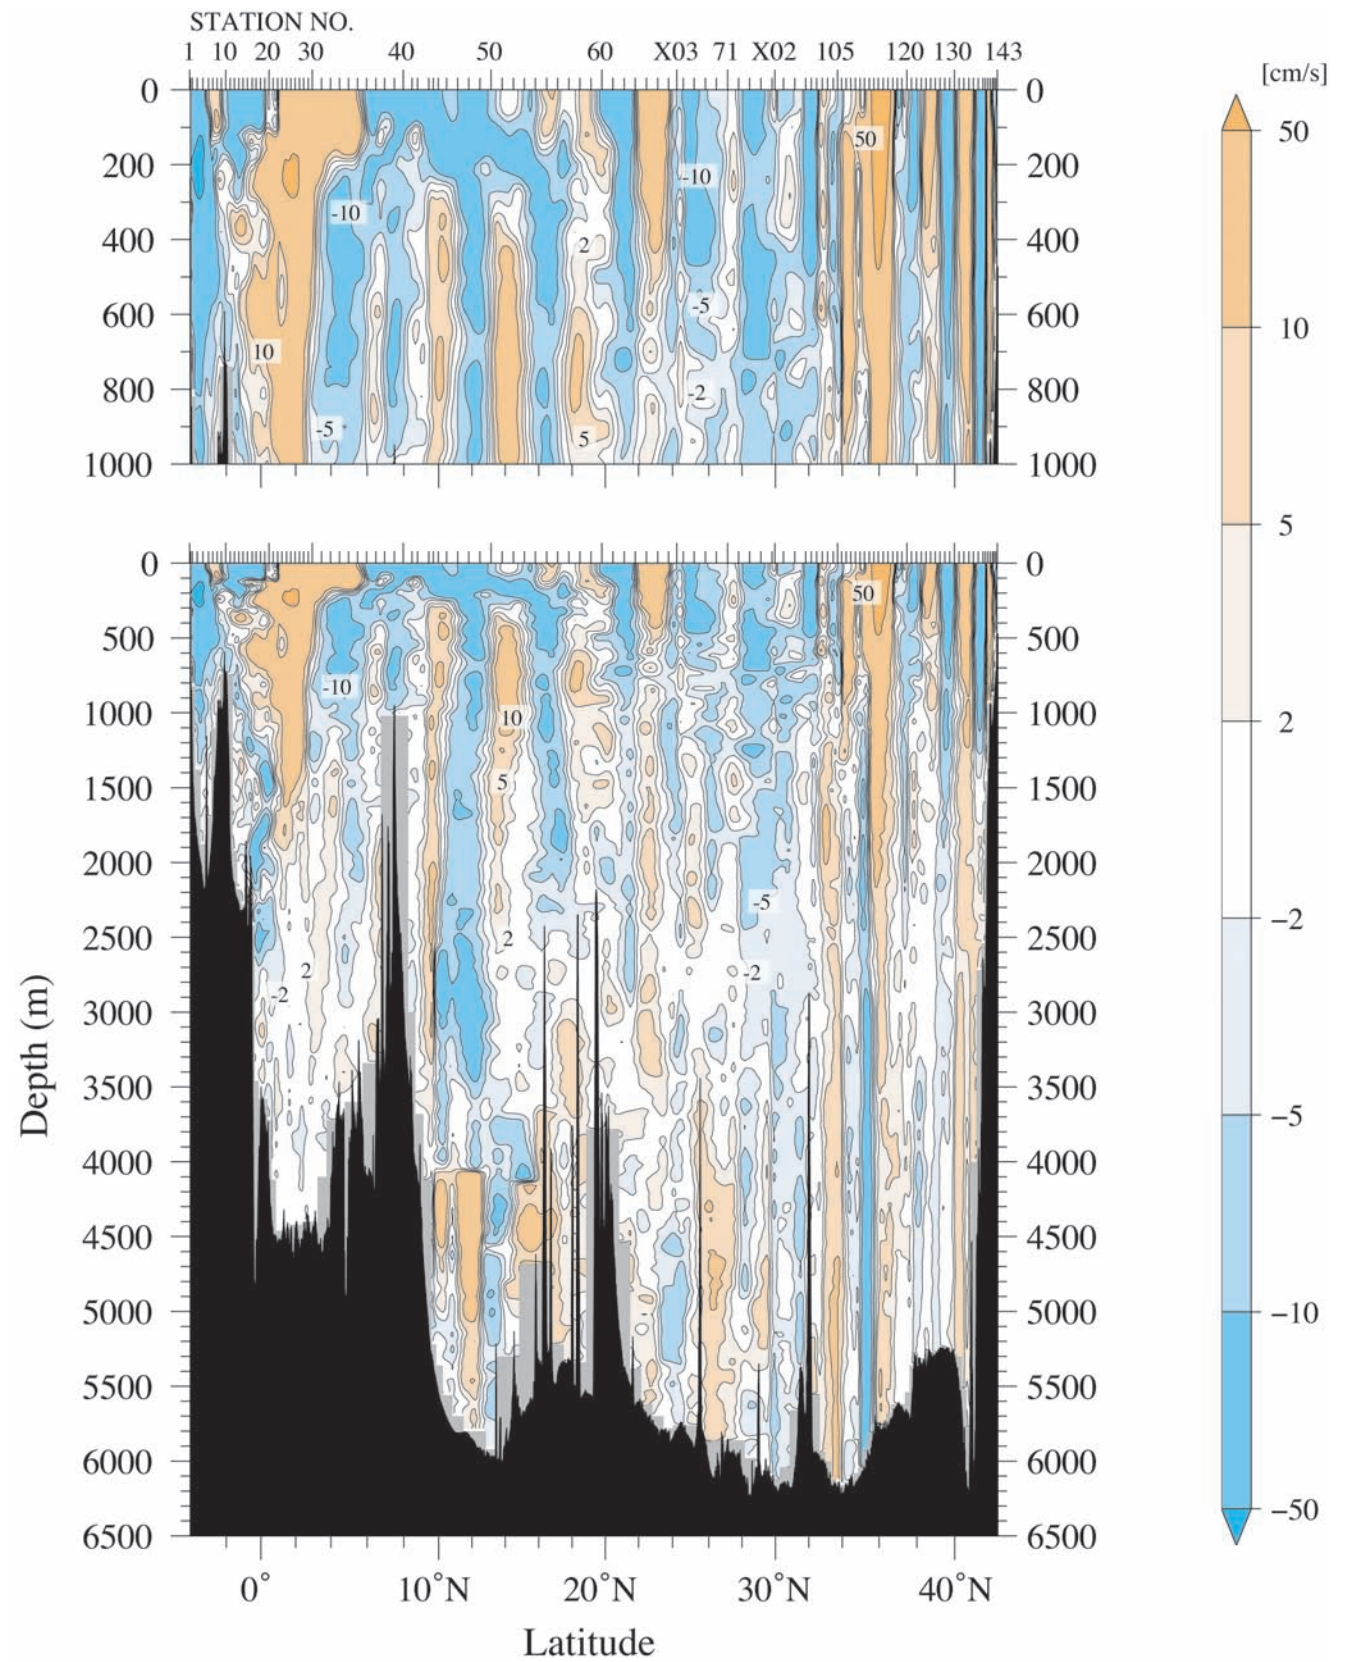 STATION NO.
1 10 20 30 40 50 60 X03 71 X02 105 120 130 143
[cm/s]
0 0
50
50
200 200
-10
-10
400 2 400
600 -5 600
10
10
800 -2 800
-5 5
1000 1000
5
0 0
50
500 500
-10
1000 10 1000
2
1500 5 1500
2000 2000
-5
−2
2500 2 2500
2 -2
-2
3000 3000
Depth (m)
3500 3500
−5
4000 4000
4500 4500
5000 5000
−10
5500 5500
6000 6000
−50
6500 6500
0° 10°N 20°N 30°N 40°N
Latitude